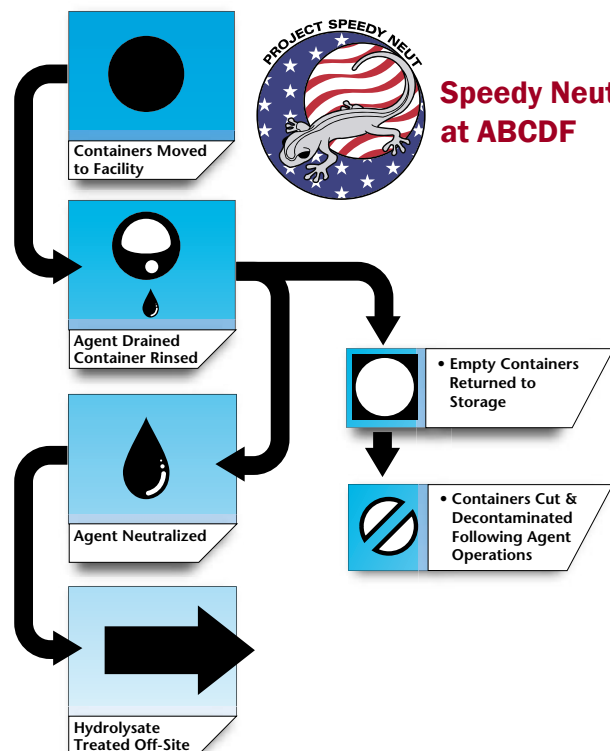 PROJECT SPEEDY NEUT
Speedy Neut
at ABCDF
Containers Moved
to Facility
Agent Drained
Container Rinsed
• Empty Containers
Returned to
Storage
Agent Neutralized
• Containers Cut &
Decontaminated
Following Agent
Operations
Hydrolysate
Treated Off-Site